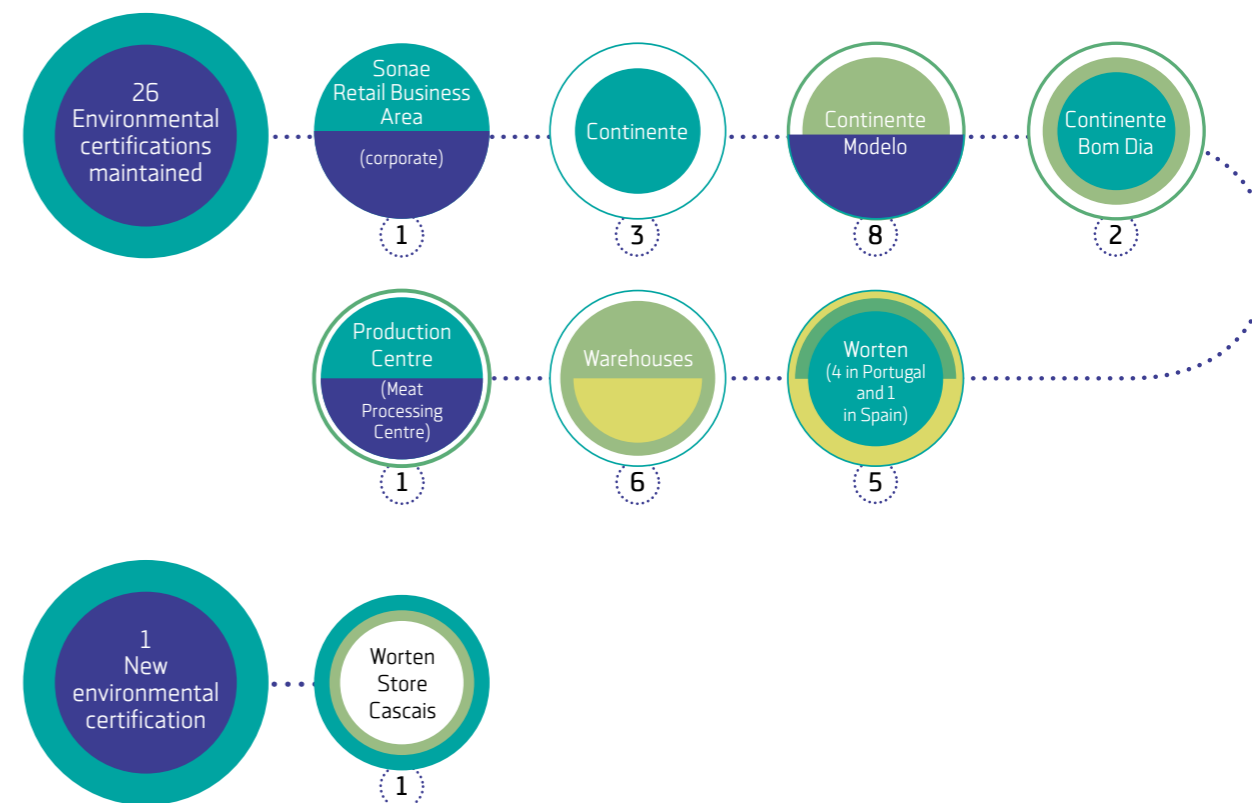 26
Environmental
certifications
maintained
Sonae
Retail Business
Area
(corporate)
1
Continente
3
Continente
Modelo
8
Continente
Bom Dia
2
Production
Centre
(Meat
Processing
Centre)
1
Warehouses
6
Worten
(4 in Portugal
and 1
in Spain)
5
1
New
environmental
certification
Worten
Store
Cascais
1